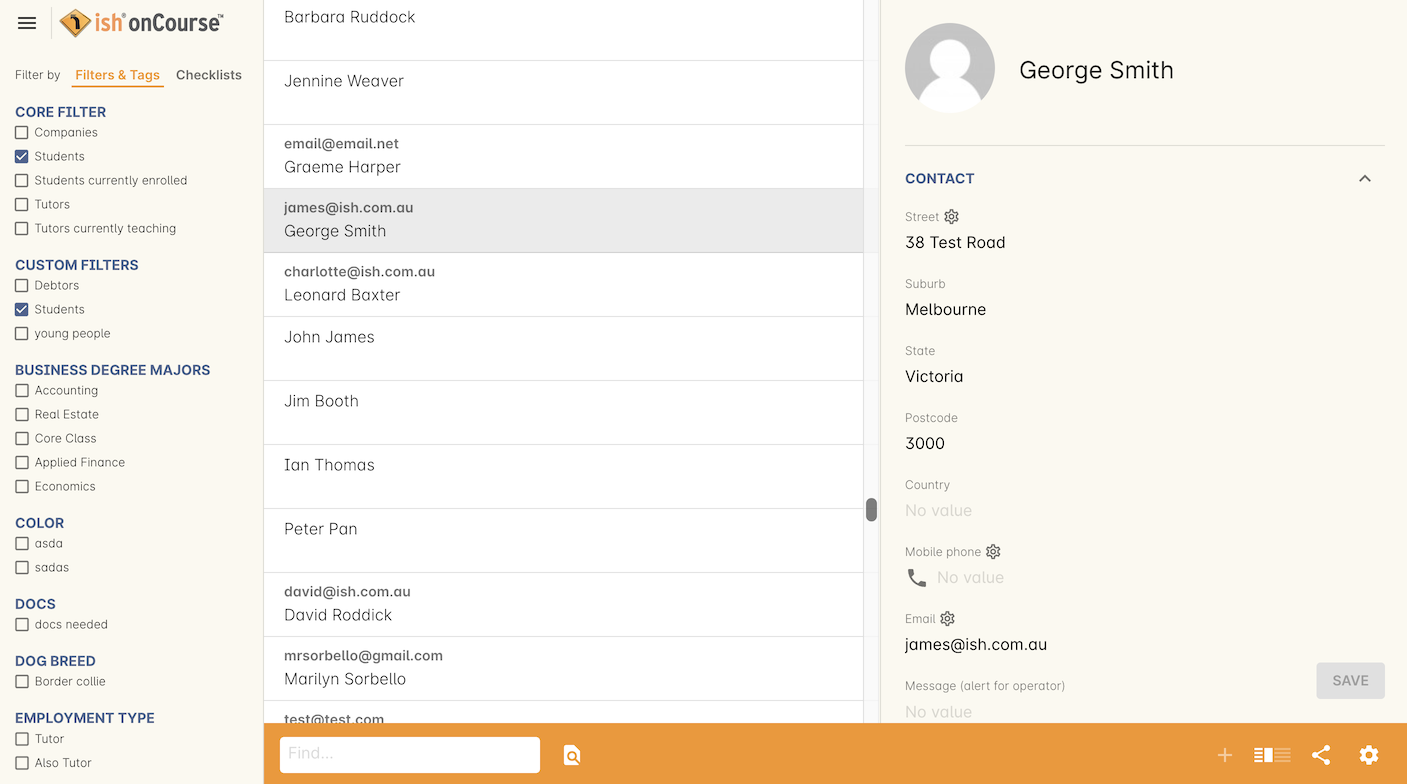 ish® onCourse™
Filter by Filters & Tags Checklists
CORE FILTER
Companies
Students
Students currently enrolled
Tutors
Tutors currently teaching
CUSTOM FILTERS
Debtors
Students
young people
BUSINESS DEGREE MAJORS
Accounting
Real Estate
Core Class
Applied Finance
Economics
COLOR
asda
sadas
DOCS
docs needed
DOG BREED
Border collie
EMPLOYMENT TYPE
Tutor
Also Tutor
Barbara Ruddock
Jennine Weaver
email@email.net
Graeme Harper
james@ish.com.au
George Smith
charlotte@ish.com.au
Leonard Baxter
John James
Jim Booth
Ian Thomas
Peter Pan
david@ish.com.au
David Roddick
mrsorbello@gmail.com
Marilyn Sorbello
test@test.com
Find...
George Smith
CONTACT
Street
38 Test Road
Suburb
Melbourne
State
Victoria
Postcode
3000
Country
No value
Mobile phone
No value
Email
james@ish.com.au
Message (alert for operator)
No value
SAVE